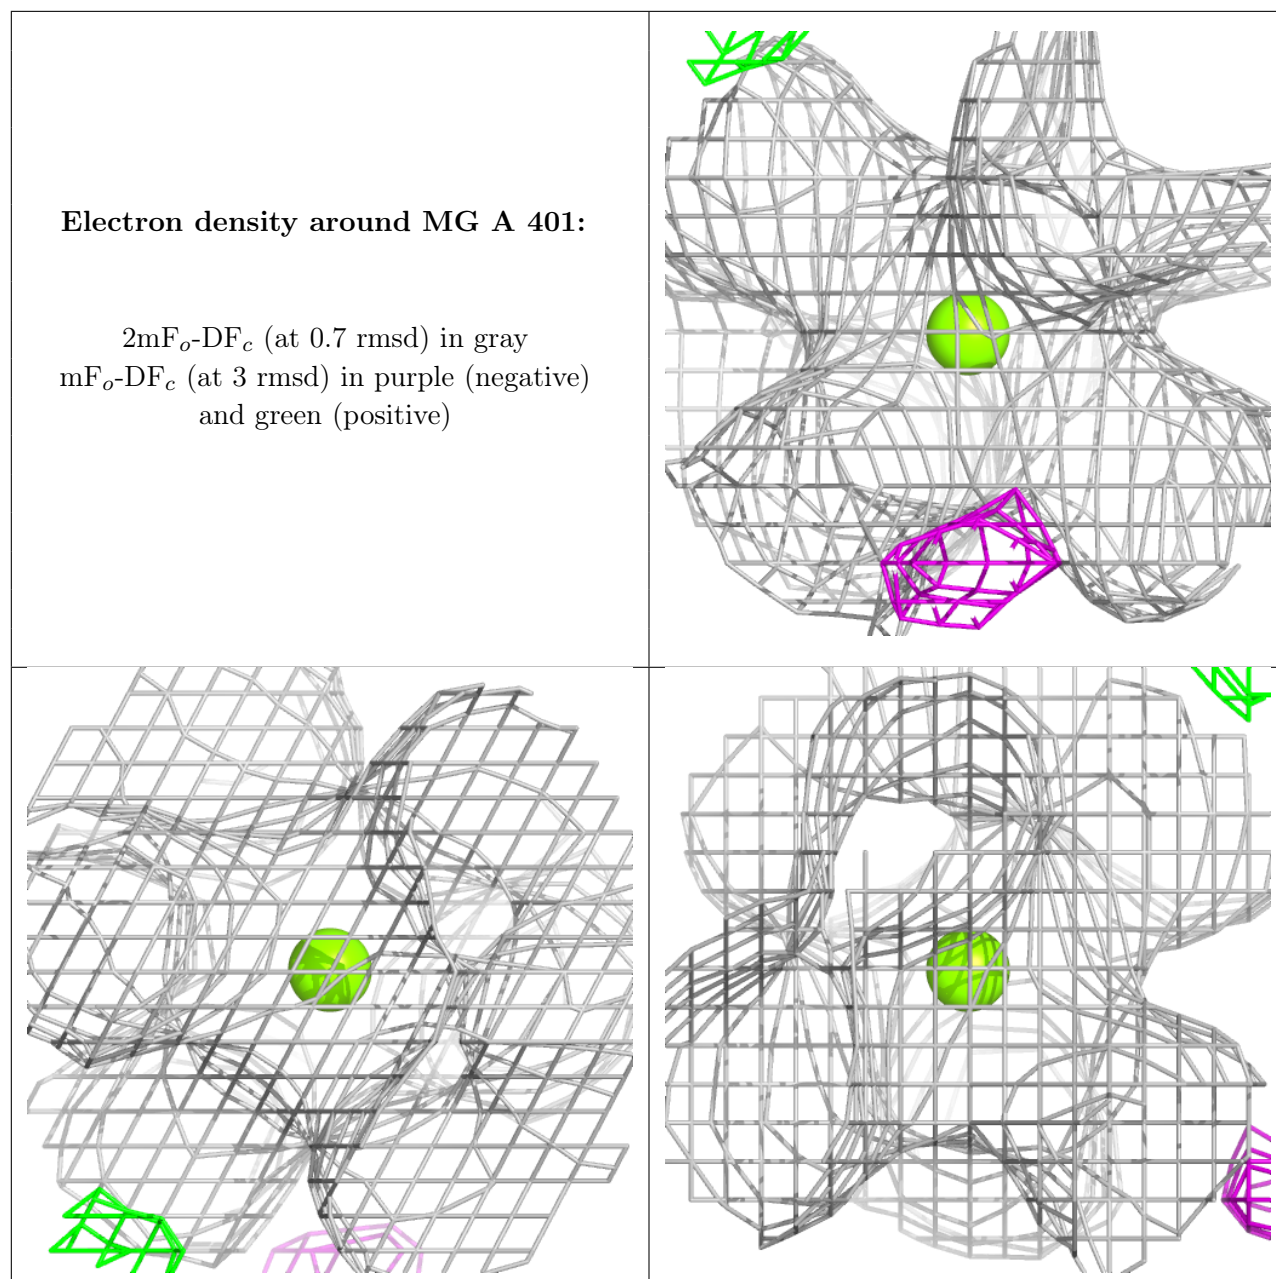 Electron density around MG A 401:
2mFₒ-DF𝑐 (at 0.7 rmsd) in gray
mFₒ-DF𝑐 (at 3 rmsd) in purple (negative)
and green (positive)